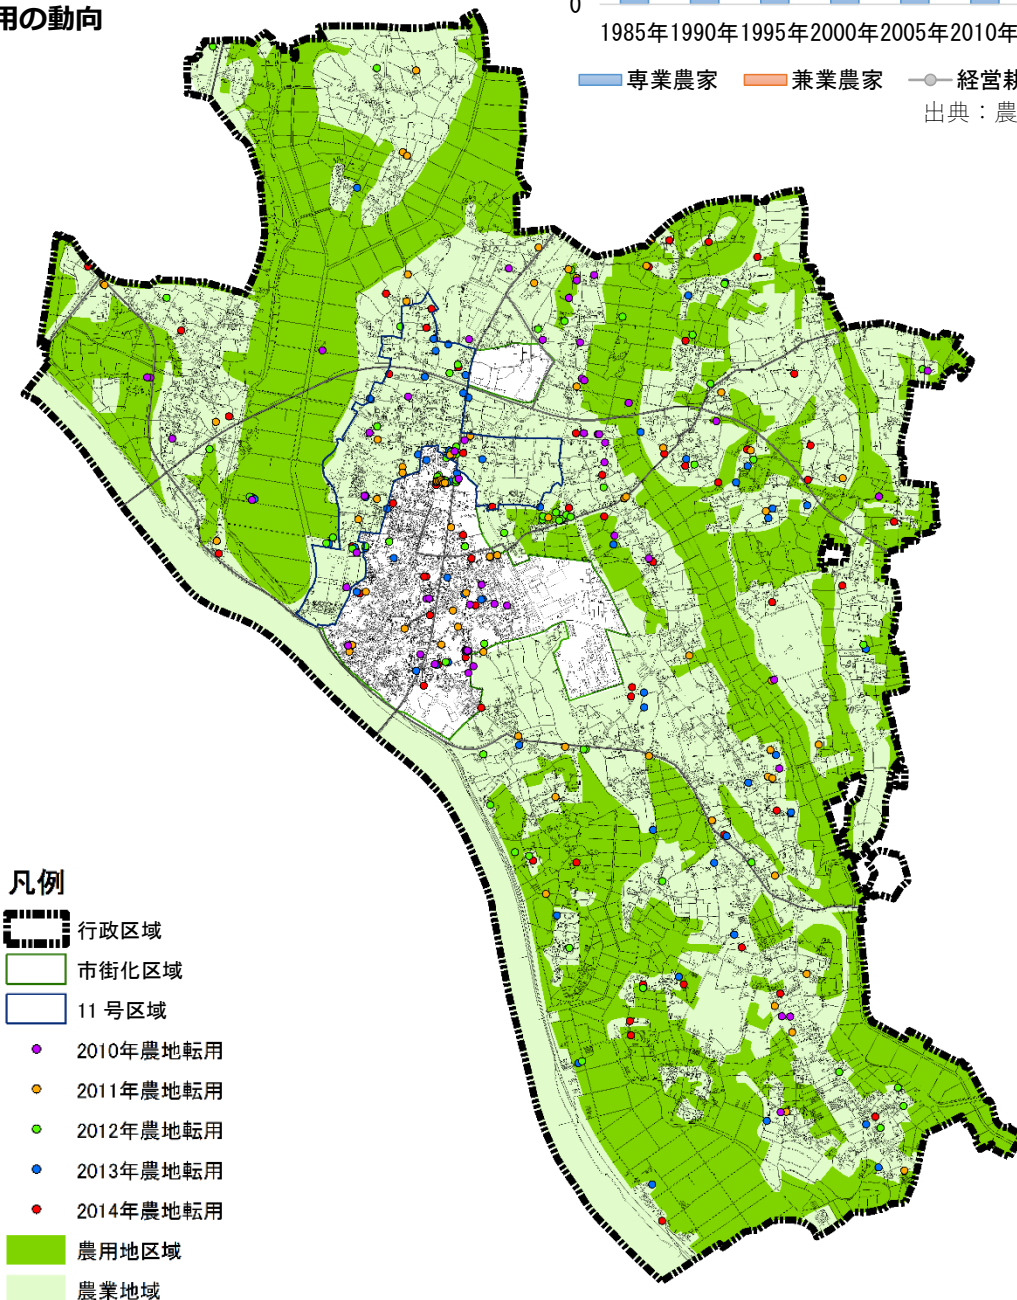 用の動向
0
1985年1990年1995年2000年2005年2010年
専業農家 兼業農家 経営耕
出典：農
凡例
行政区域
市街化区域
11号区域
2010年農地転用
2011年農地転用
2012年農地転用
2013年農地転用
2014年農地転用
農用地区域
農業地域